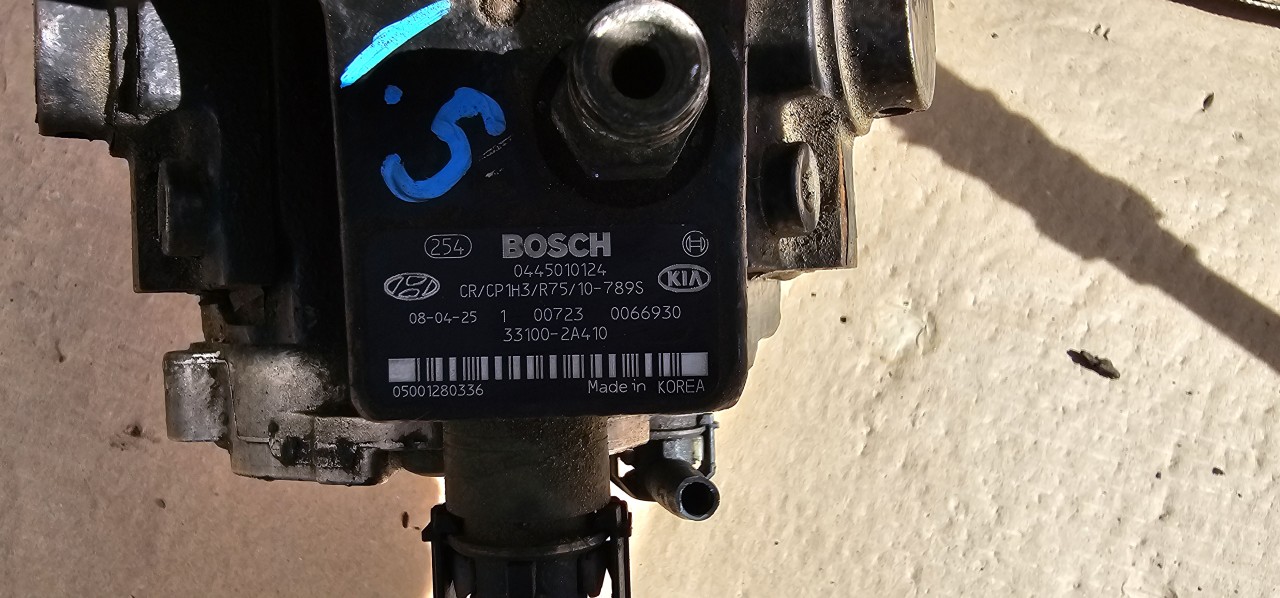 5
254 BOSCH
0445010124
CR/CP1H3/R75/10-789S KIA
08-04-25 1 00723 0066930
33100-2A410
05001280336 Made in KOREA